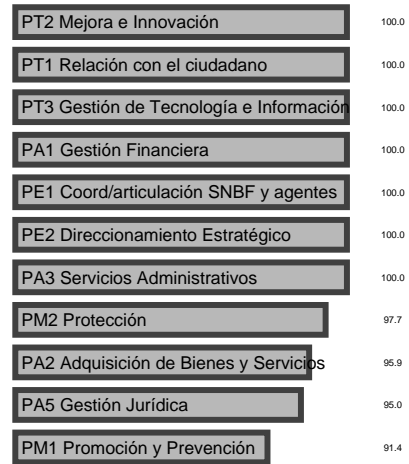 PT2 Mejora e Innovación 100.0
PT1 Relación con el ciudadano 100.0
PT3 Gestión de Tecnología e Información 100.0
PA1 Gestión Financiera 100.0
PE1 Coord/articulación SNBF y agentes 100.0
PE2 Direccionamiento Estratégico 100.0
PA3 Servicios Administrativos 100.0
PM2 Protección 97.7
PA2 Adquisición de Bienes y Servicios 95.9
PA5 Gestión Jurídica 95.0
PM1 Promoción y Prevención 91.4